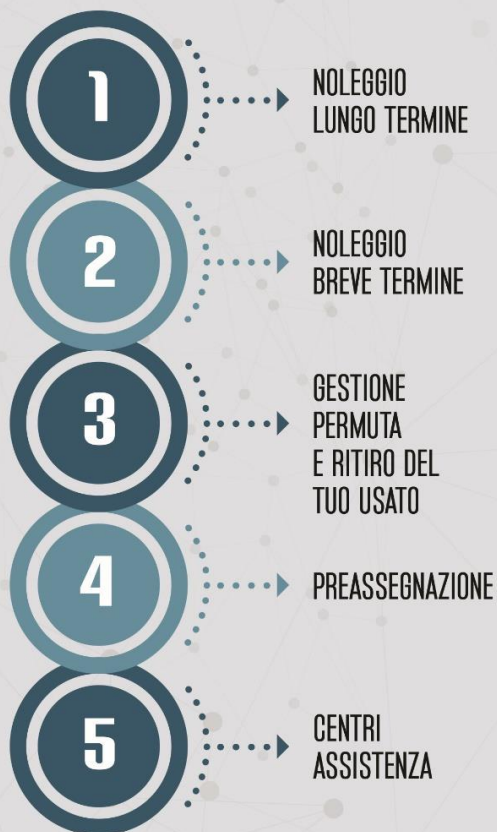 1
NOLEGGIO
LUNGO TERMINE
2
NOLEGGIO
BREVE TERMINE
3
GESTIONE
PERMUTA
E RITIRO DEL
TUO USATO
4
PREASSEGNAZIONE
5
CENTRI
ASSISTENZA